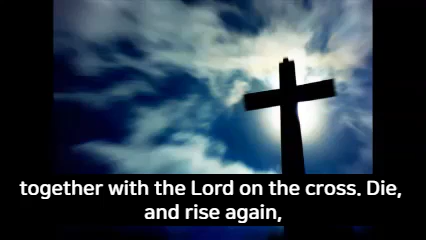 together with the Lord on the cross. Die,
and rise again,